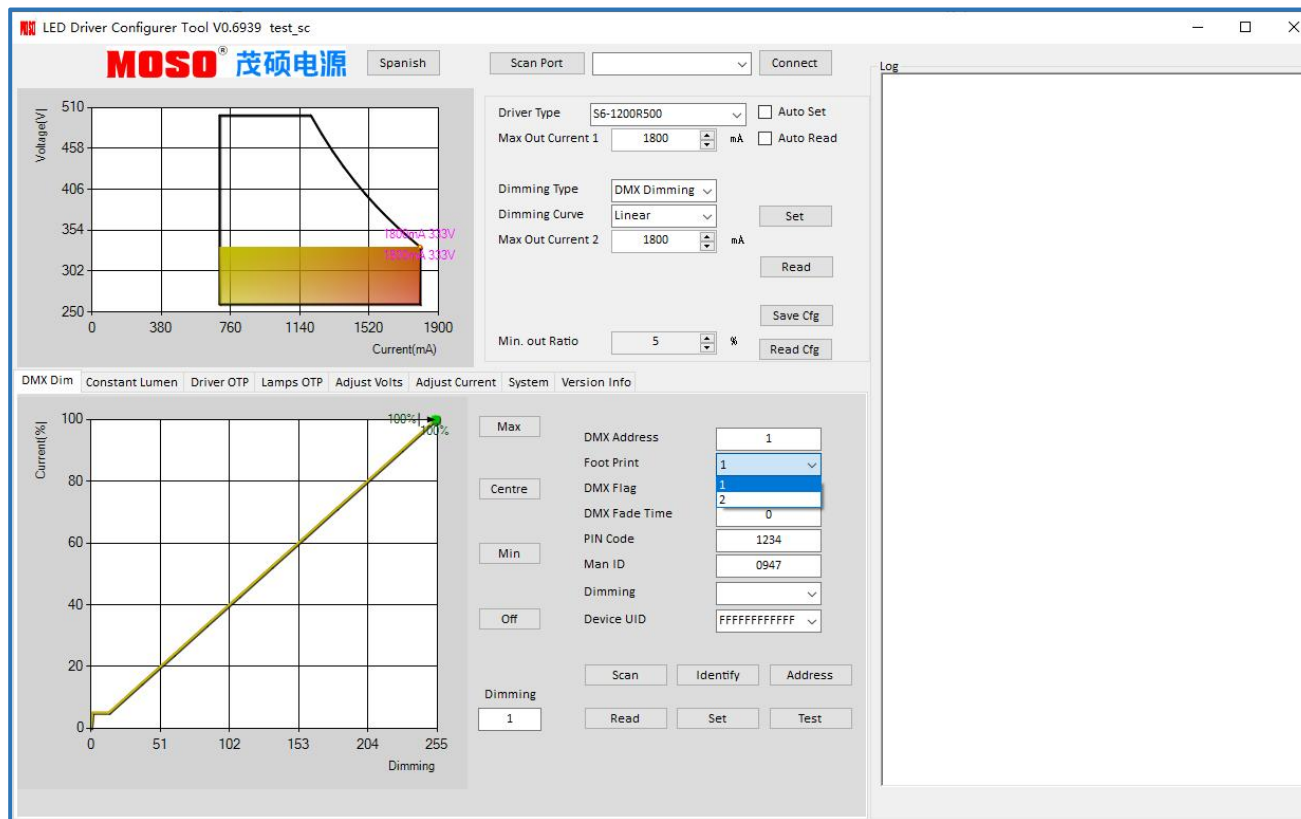 LED Driver Configurer Tool V0.6939 test_sc
MOSO® 茂硕电源
Spanish
Scan Port
Connect
Log
Voltage[V]
510
458
406
354
302
250
0 380 760 1140 1520 1900
Current(mA)
1800mA 333V
1800mA 333V
Driver Type S6-1200R500 Auto Set
Max Out Current 1 1800 mA Auto Read
Dimming Type DMX Dimming
Dimming Curve Linear Set
Max Out Current 2 1800 mA
Read
Save Cfg
Min. out Ratio 5 %
Read Cfg
DMX Dim Constant Lumen Driver OTP Lamps OTP Adjust Volts Adjust Current System Version Info
Current[%]
100
80
60
40
20
0
0 51 102 153 204 255
Dimming
100%
100%
Max
Centre
Min
Off
Dimming
1
DMX Address 1
Foot Print 1
1
2
DMX Flag
DMX Fade Time 0
PIN Code 1234
Man ID 0947
Dimming
Device UID FFFFFFFFFFFF
Scan Identify Address
Read Set Test